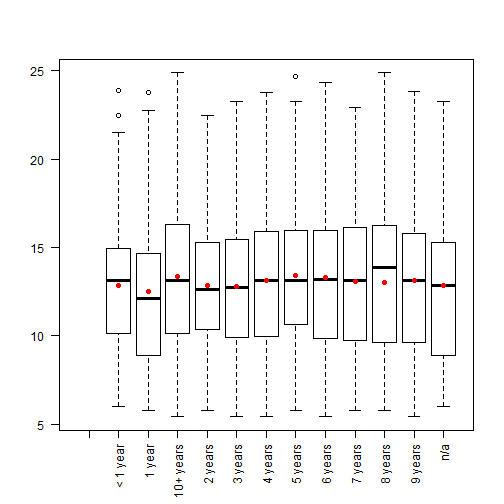 25
20
15
10
5
< 1 year
1 year
10+ years
2 years
3 years
4 years
5 years
6 years
7 years
8 years
9 years
n/a